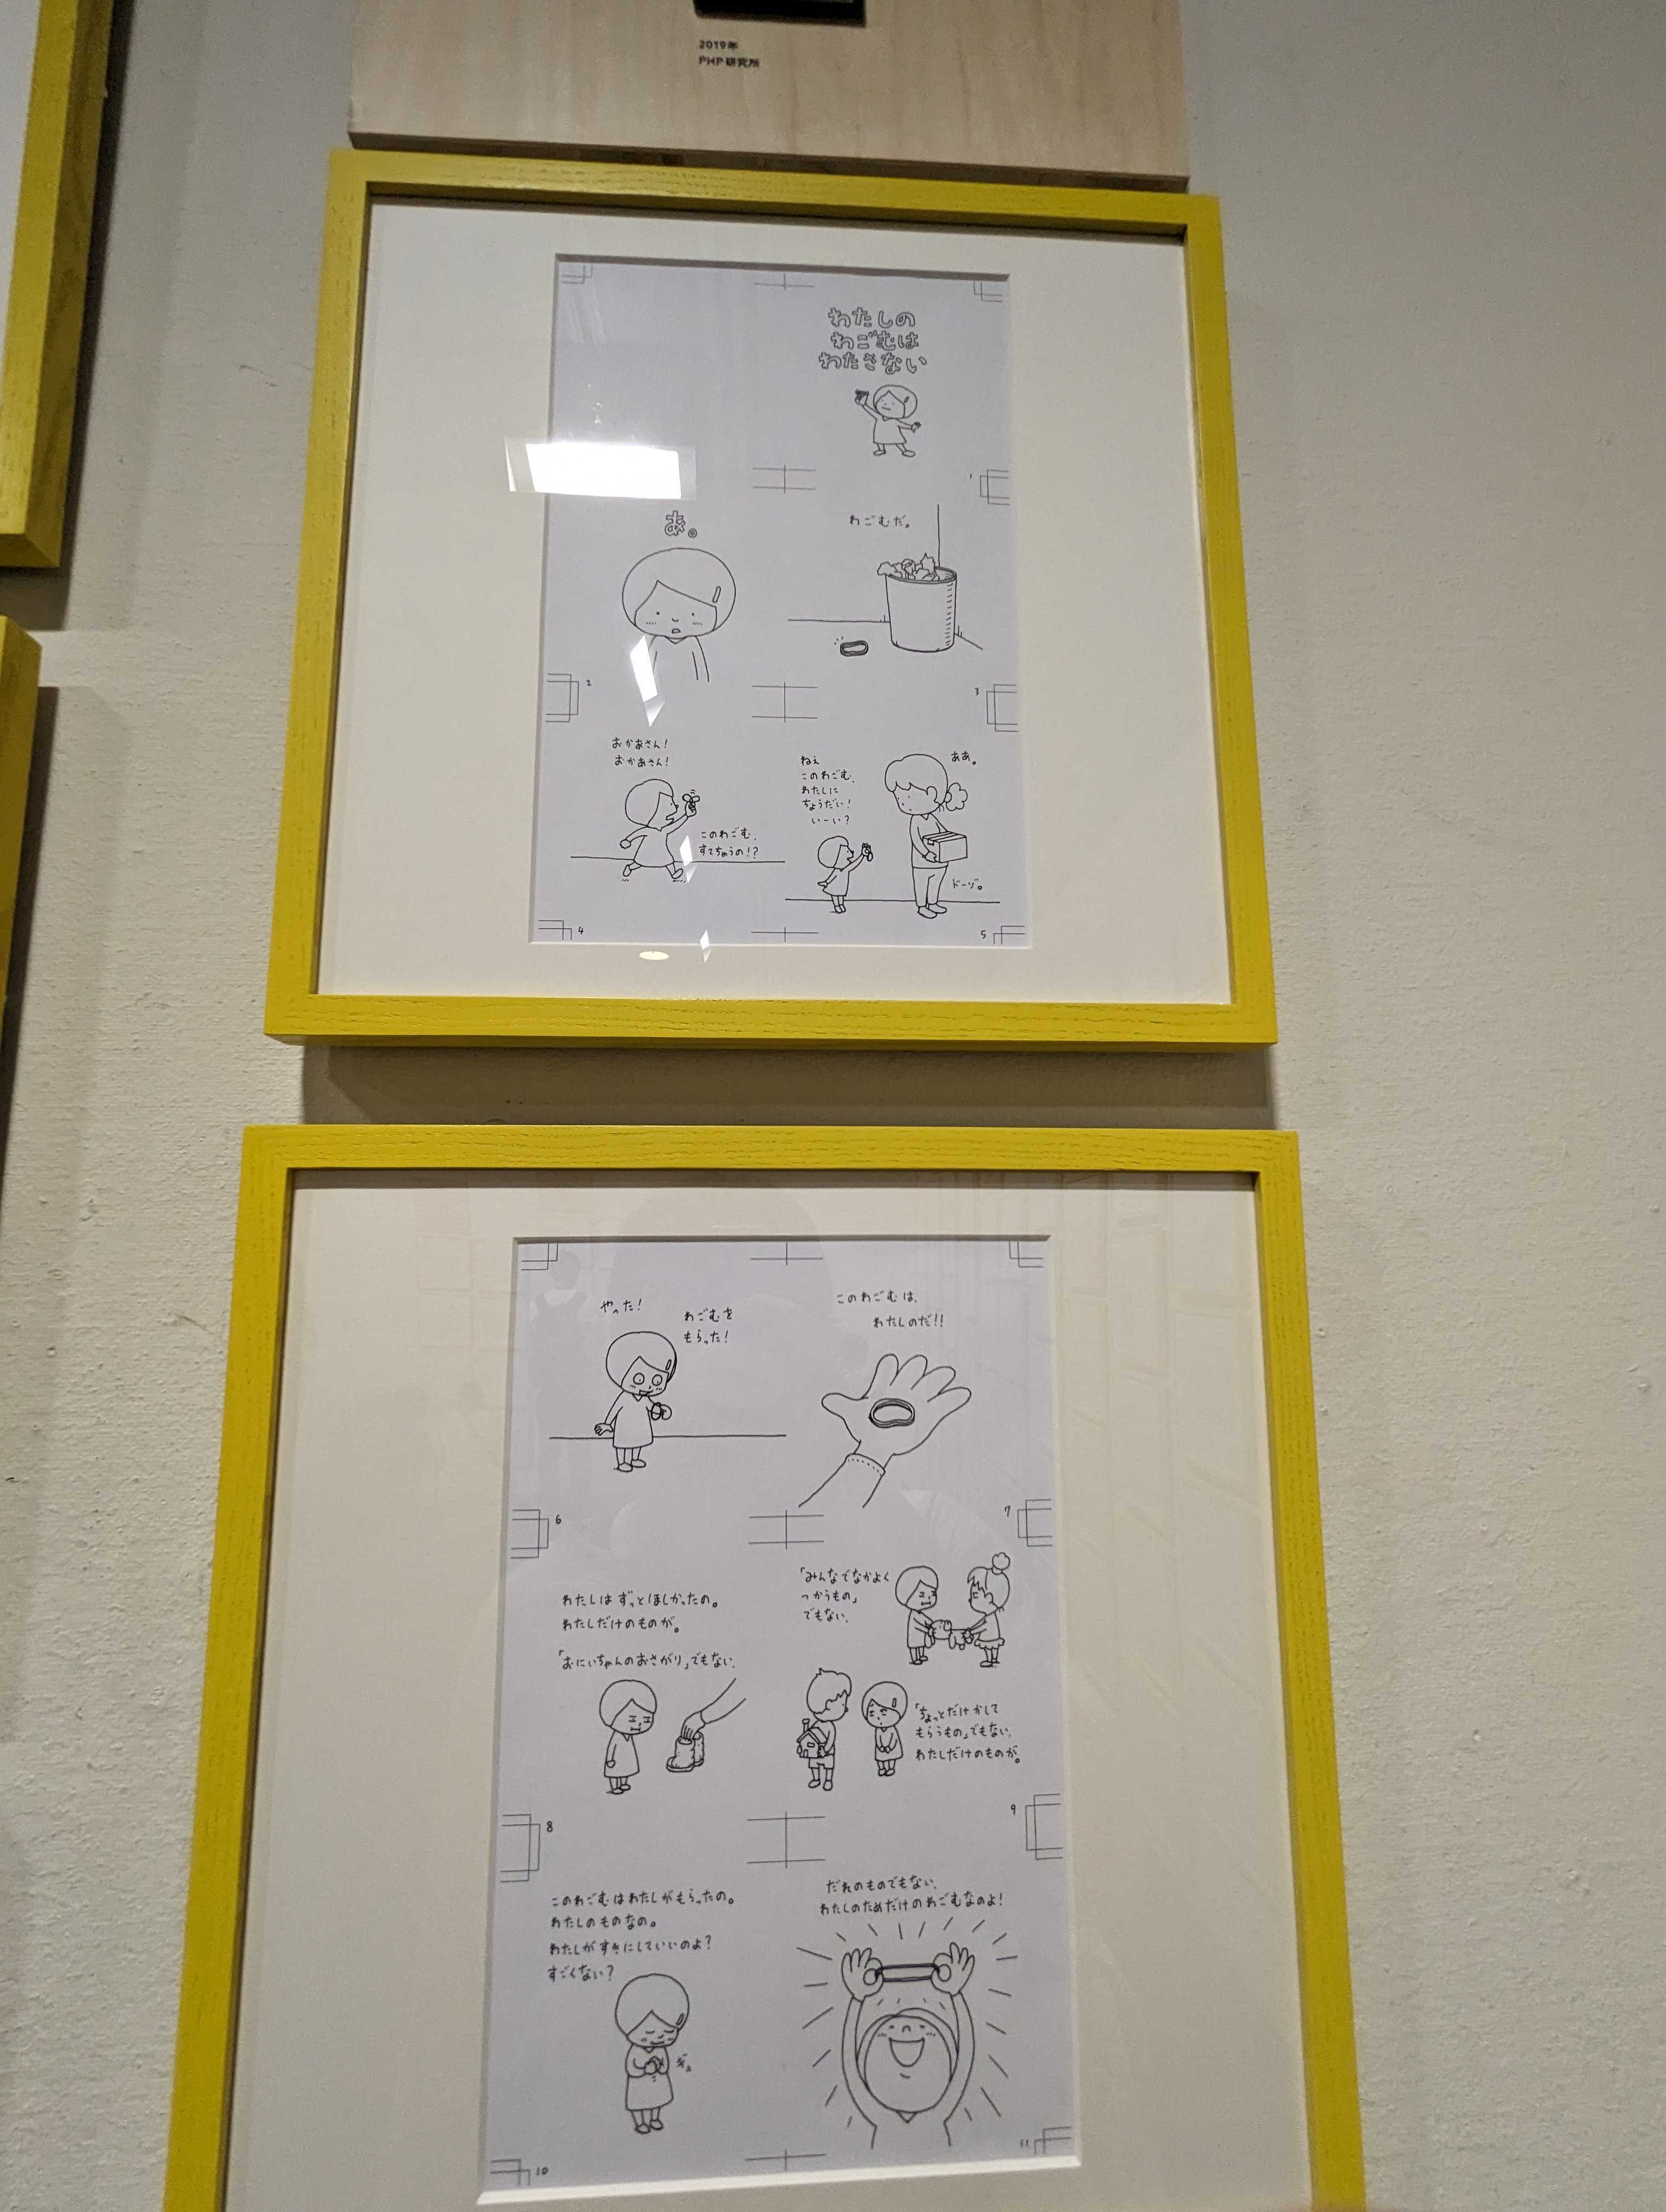 2019年
PHP 研究所
わたしの
わごむは
わたさない
1
あ。
わごむだ。
2
3
おかあさん!
おかあさん!
このわごむ、
すてちゃうの!?
ねえ
このわごむ、
わたしに
ちょうだい!
いーい?
ああ。
ドーゾ。
4
5
やった!
わごむを
もらった!
このわごむは、
わたしのだ!!
6
7
わたしは ずっとほしかったの。
わたしだけのものが。
「おにいちゃんのおさがり」でもない、
「みんなでなかよく
つかうもの」
でもない、
「ちょっとだけ かして
もらうもの」でもない、
わたしだけのものが。
8
9
このわごむはわたしがもらったの。
わたしのものなの。
わたしがすきにしていいのよ?
すごくない?
ギュ
だれのものでもない、
わたしのためだけのわごむなのよ!
10
11